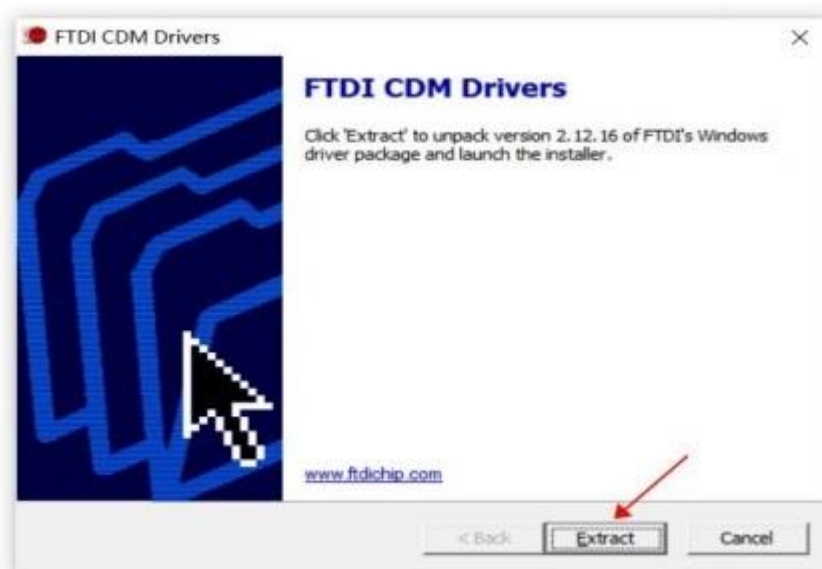 FTDI CDM Drivers
FTDI CDM Drivers
Click 'Extract' to unpack version 2.12.16 of FTDI's Windows
driver package and launch the installer.
www.ftdichip.com
< Back
Extract
Cancel